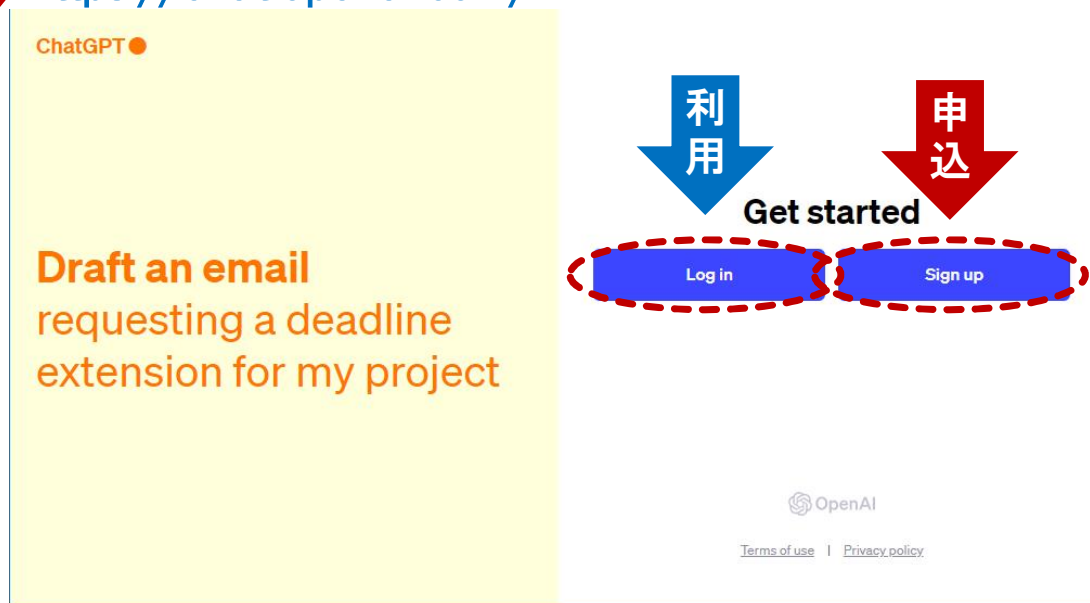 ChatGPT
利用
申込
Get started
Log in
Sign up
Draft an email
requesting a deadline
extension for my project
OpenAI
Terms of use | Privacy policy